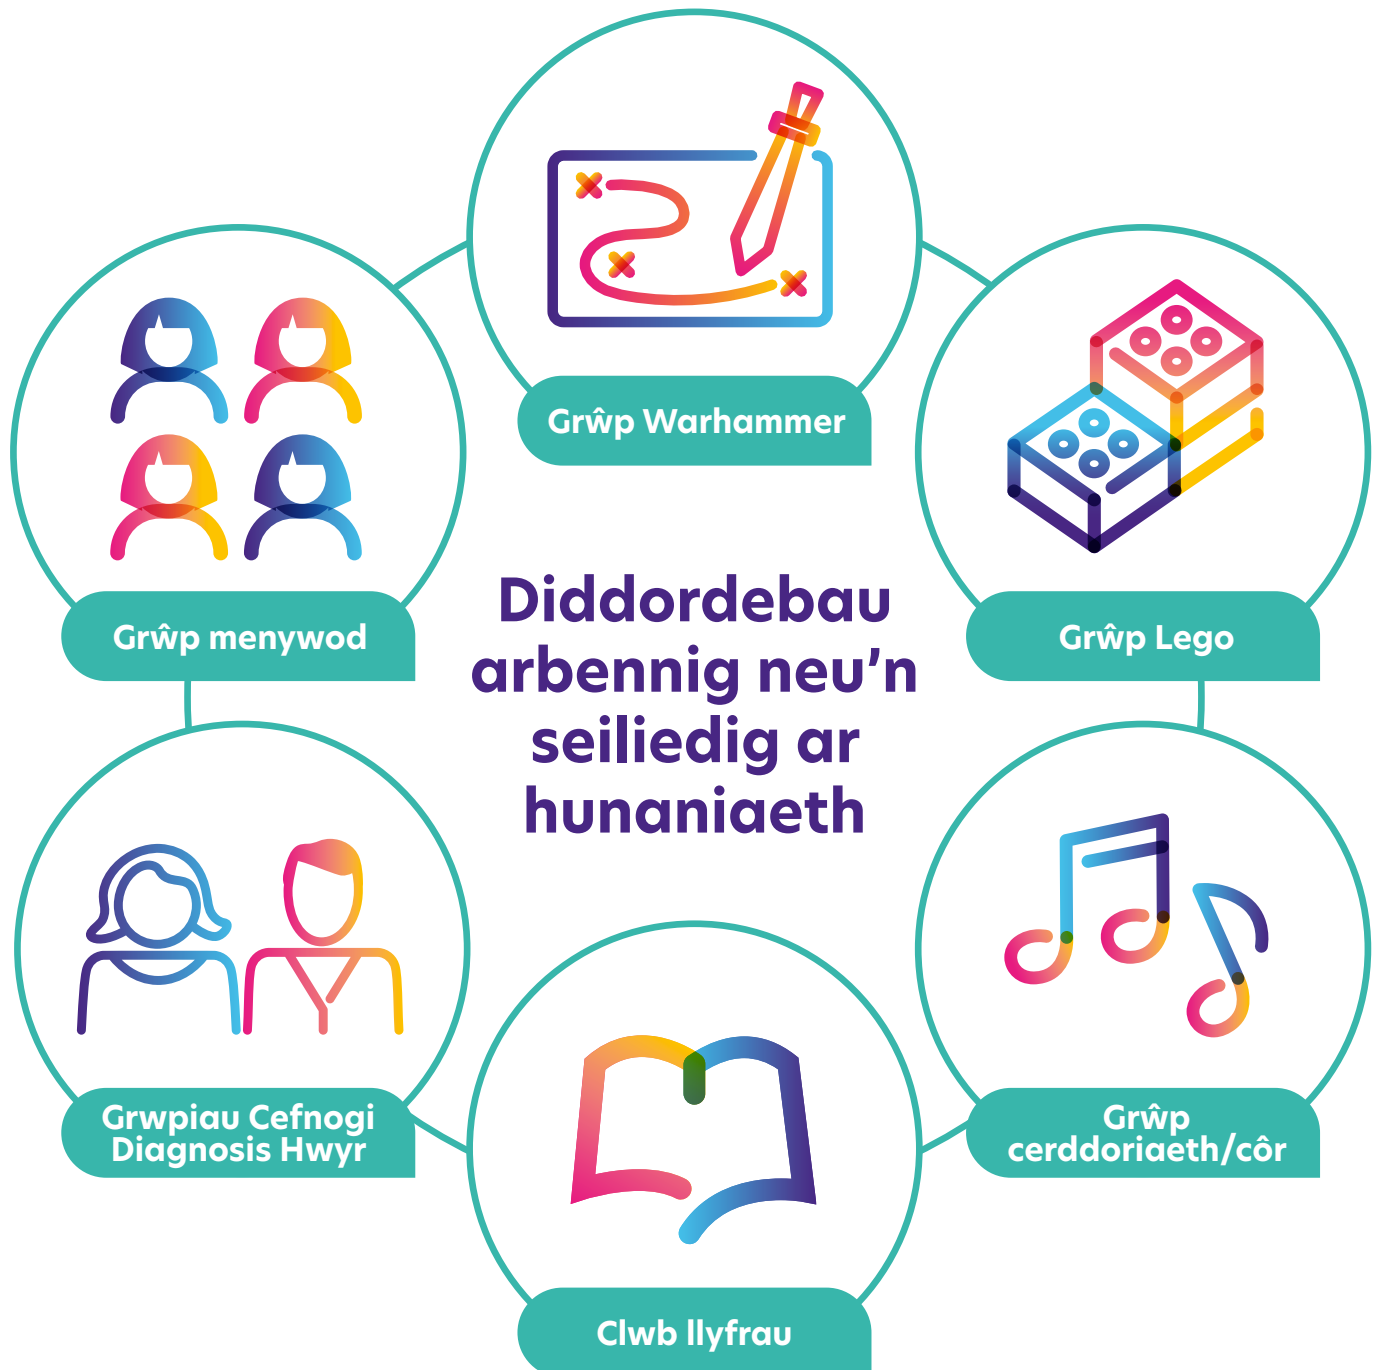 Grŵp Warhammer
Grŵp menywod
Grŵp Lego
Diddordebau
arbennig neu’n
seiliedig ar
hunaniaeth
Grwpiau Cefnogi
Diagnosis Hwyr
Grŵp
cerddoriaeth/côr
Clwb llyfrau